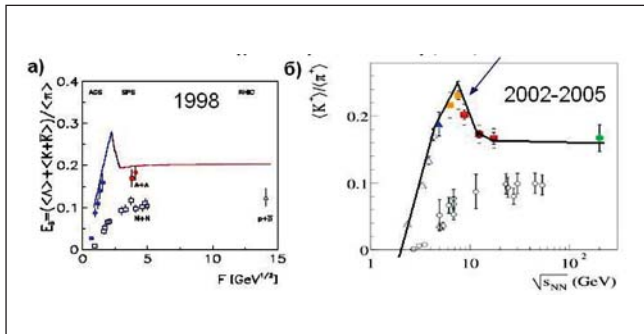 а)
AGS SPS RHIC
1998
E_s=(⟨Λ⟩+⟨K+K̄⟩)/⟨π⟩
0.4
0.3
0.2
0.1
0
A+A
N+N
p+p̄
0 5 10 15
F [GeV^1/2]
б)
2002-2005
⟨K⁺⟩/⟨π⁺⟩
0.2
0.1
0
1 10 10²
√s_NN (GeV)